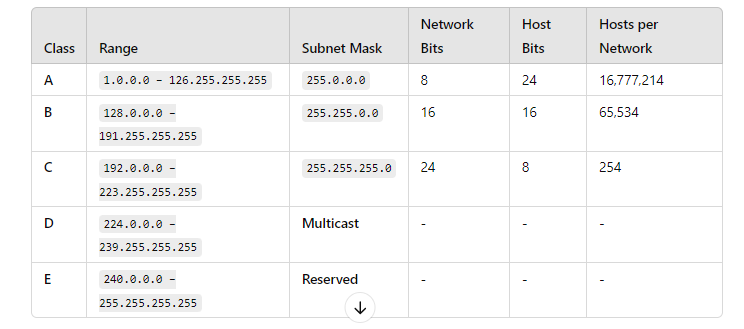 Class Range Subnet Mask Network Bits Host Bits Hosts per Network
A 1.0.0.0 – 126.255.255.255 255.0.0.0 8 24 16,777,214
B 128.0.0.0 – 191.255.255.255 255.255.0.0 16 16 65,534
C 192.0.0.0 – 223.255.255.255 255.255.255.0 24 8 254
D 224.0.0.0 – 239.255.255.255 Multicast - - -
E 240.0.0.0 – 255.255.255.255 Reserved - - -